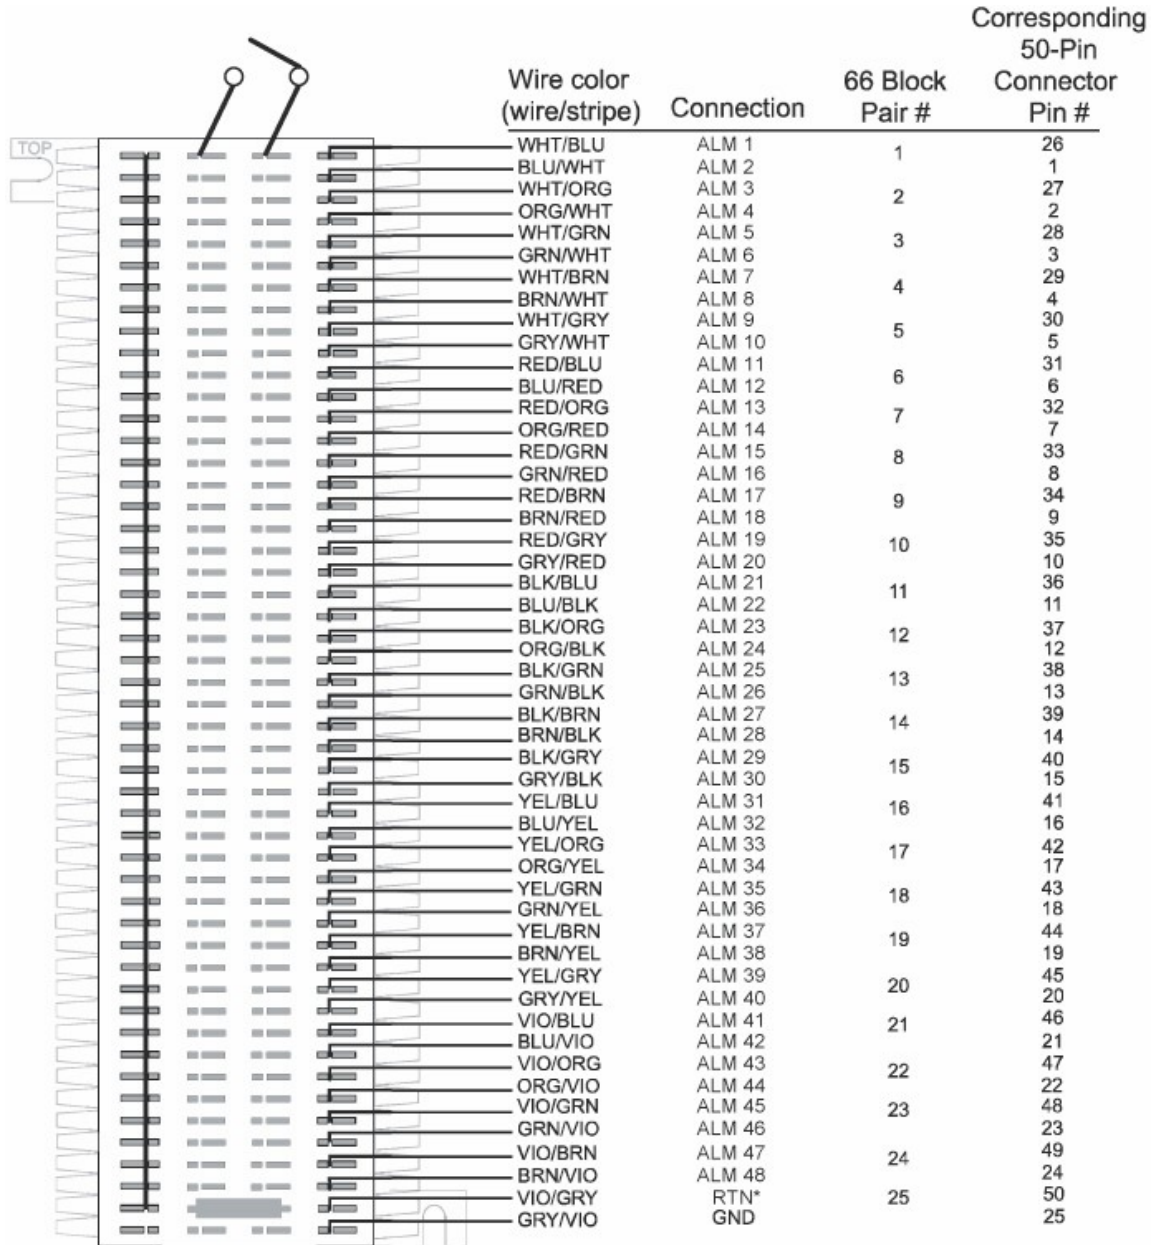 Corresponding
50-Pin
Wire color 66 Block Connector
(wire/stripe) Connection Pair # Pin #
TOP
WHT/BLU ALM 1 1 26
BLU/WHT ALM 2 1
WHT/ORG ALM 3 2 27
ORG/WHT ALM 4 2
WHT/GRN ALM 5 3 28
GRN/WHT ALM 6 3
WHT/BRN ALM 7 4 29
BRN/WHT ALM 8 4
WHT/GRY ALM 9 5 30
GRY/WHT ALM 10 5
RED/BLU ALM 11 6 31
BLU/RED ALM 12 6
RED/ORG ALM 13 7 32
ORG/RED ALM 14 7
RED/GRN ALM 15 8 33
GRN/RED ALM 16 8
RED/BRN ALM 17 9 34
BRN/RED ALM 18 9
RED/GRY ALM 19 10 35
GRY/RED ALM 20 10
BLK/BLU ALM 21 11 36
BLU/BLK ALM 22 11
BLK/ORG ALM 23 12 37
ORG/BLK ALM 24 12
BLK/GRN ALM 25 13 38
GRN/BLK ALM 26 13
BLK/BRN ALM 27 14 39
BRN/BLK ALM 28 14
BLK/GRY ALM 29 15 40
GRY/BLK ALM 30 15
YEL/BLU ALM 31 16 41
BLU/YEL ALM 32 16
YEL/ORG ALM 33 17 42
ORG/YEL ALM 34 17
YEL/GRN ALM 35 18 43
GRN/YEL ALM 36 18
YEL/BRN ALM 37 19 44
BRN/YEL ALM 38 19
YEL/GRY ALM 39 20 45
GRY/YEL ALM 40 20
VIO/BLU ALM 41 21 46
BLU/VIO ALM 42 21
VIO/ORG ALM 43 22 47
ORG/VIO ALM 44 22
VIO/GRN ALM 45 23 48
GRN/VIO ALM 46 23
VIO/BRN ALM 47 24 49
BRN/VIO ALM 48 24
VIO/GRY RTN* 25 50
GRY/VIO GND 25